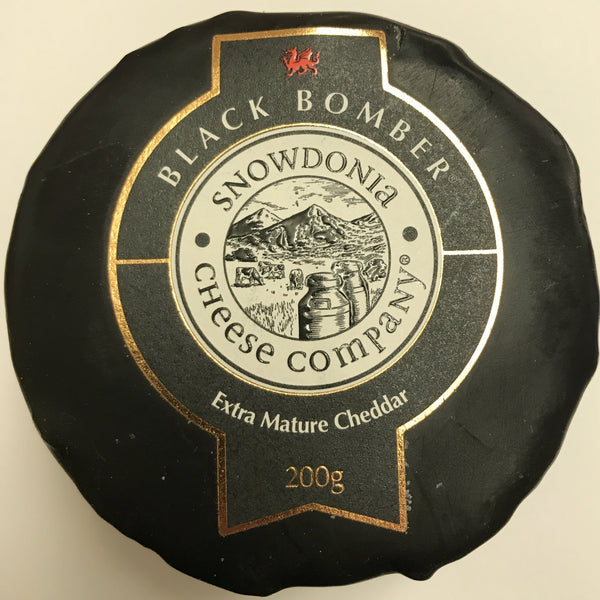 BLACK BOMBER
SNOWDONIa
CHeese company®
Extra Mature Cheddar
200g